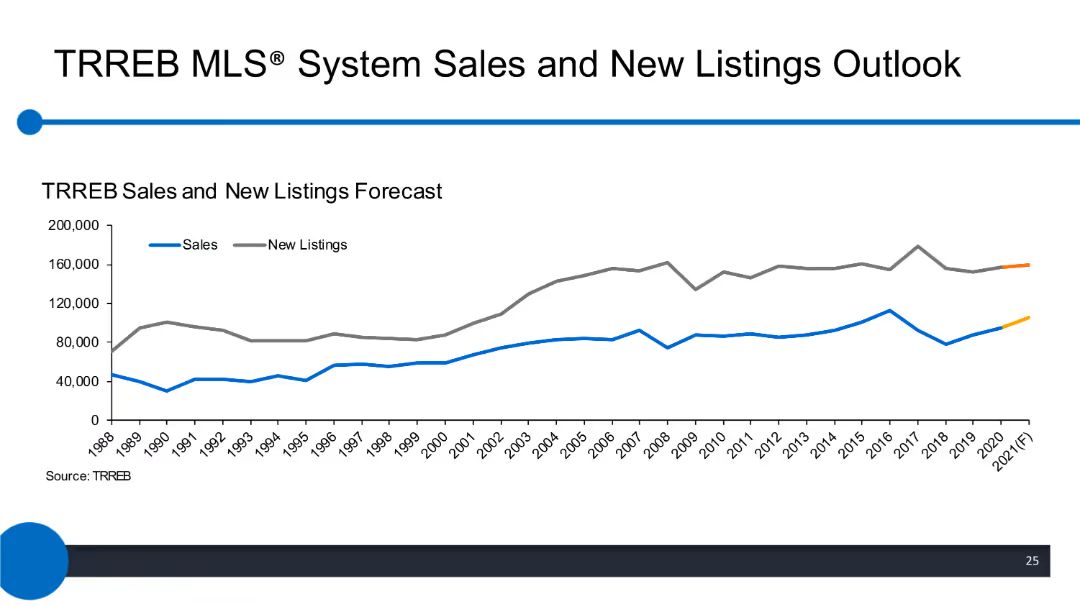 TRREB MLS® System Sales and New Listings Outlook
TRREB Sales and New Listings Forecast
200,000
160,000
120,000
80,000
40,000
0
Sales New Listings
1988 1989 1990 1991 1992 1993 1994 1995 1996 1997 1998 1999 2000 2001 2002 2003 2004 2005 2006 2007 2008 2009 2010 2011 2012 2013 2014 2015 2016 2017 2018 2019 2020 2021(F)
Source: TRREB
25